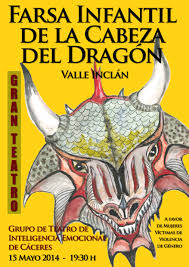 FARSA INFANTIL
DE LA CABEZA
DEL DRAGÓN
VALLE INCLÁN
GRAN TEATRO
GRUPO DE TEATRO DE
INTELIGENCIA EMOCIONAL
DE CÁCERES
15 MAYO 2014 - 19:30 H
A FAVOR
DE MUJERES
VÍCTIMAS DE
VIOLENCIA
DE GÉNERO